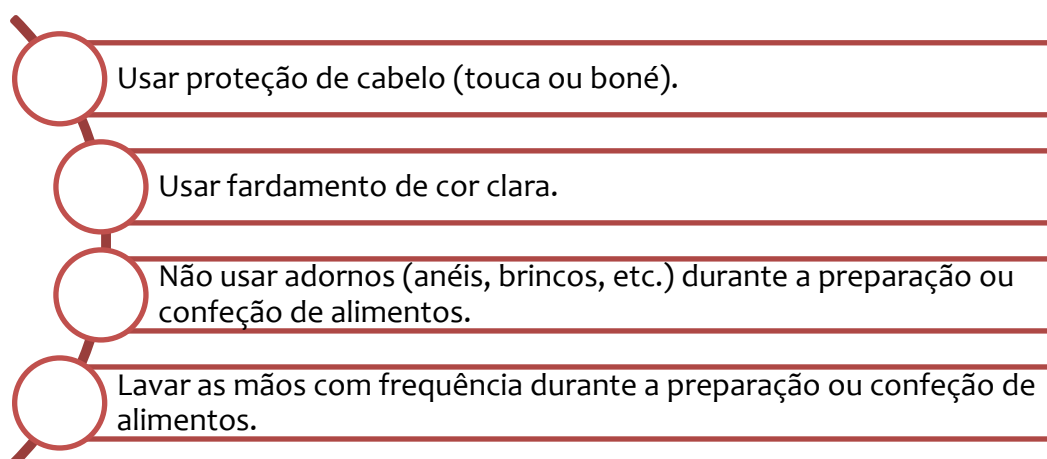 Usar proteção de cabelo (touca ou boné).
Usar fardamento de cor clara.
Não usar adornos (anéis, brincos, etc.) durante a preparação ou
confeção de alimentos.
Lavar as mãos com frequência durante a preparação ou confeção de
alimentos.